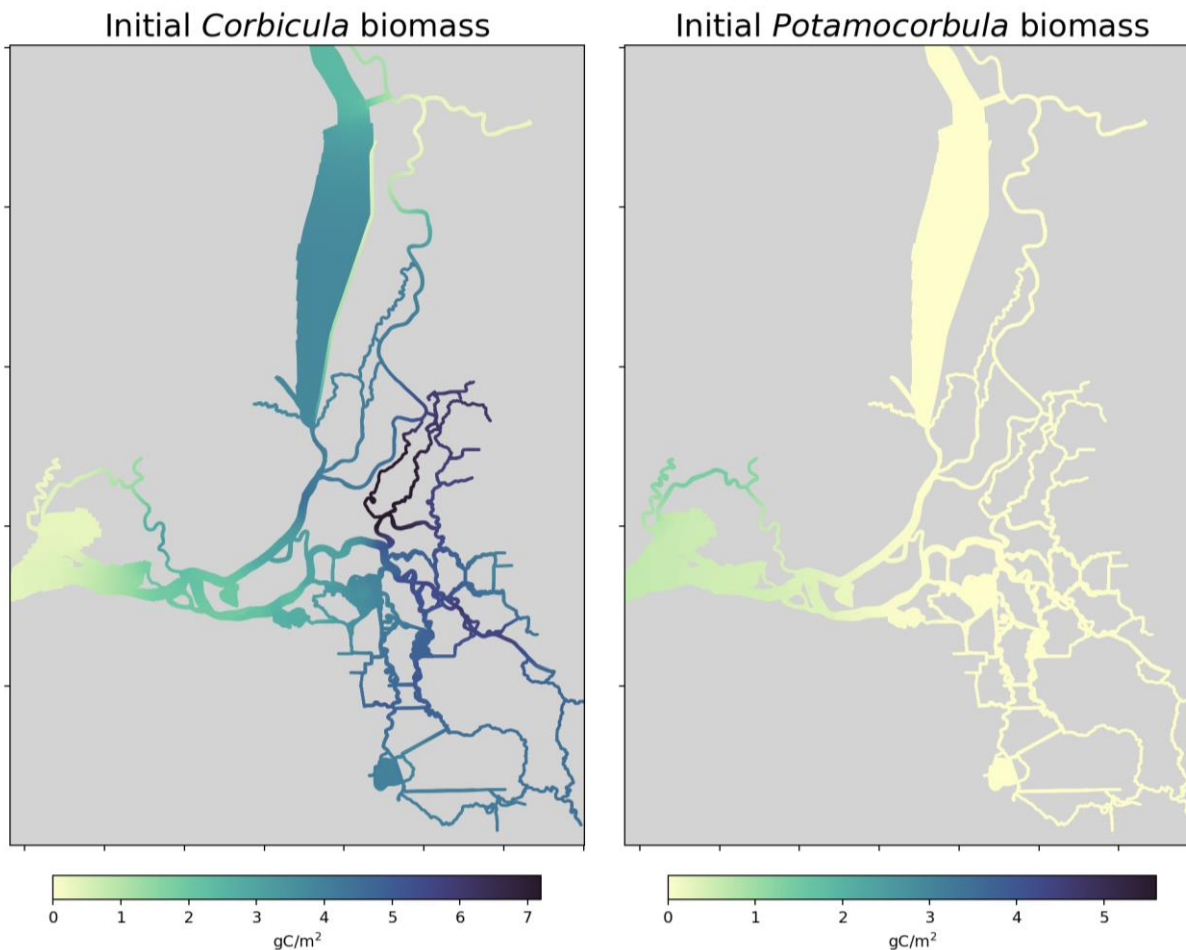 Initial Corbicula biomass
Initial Potamocorbula biomass
0 1 2 3 4 5 6 7
gC/m²
0 1 2 3 4 5
gC/m²